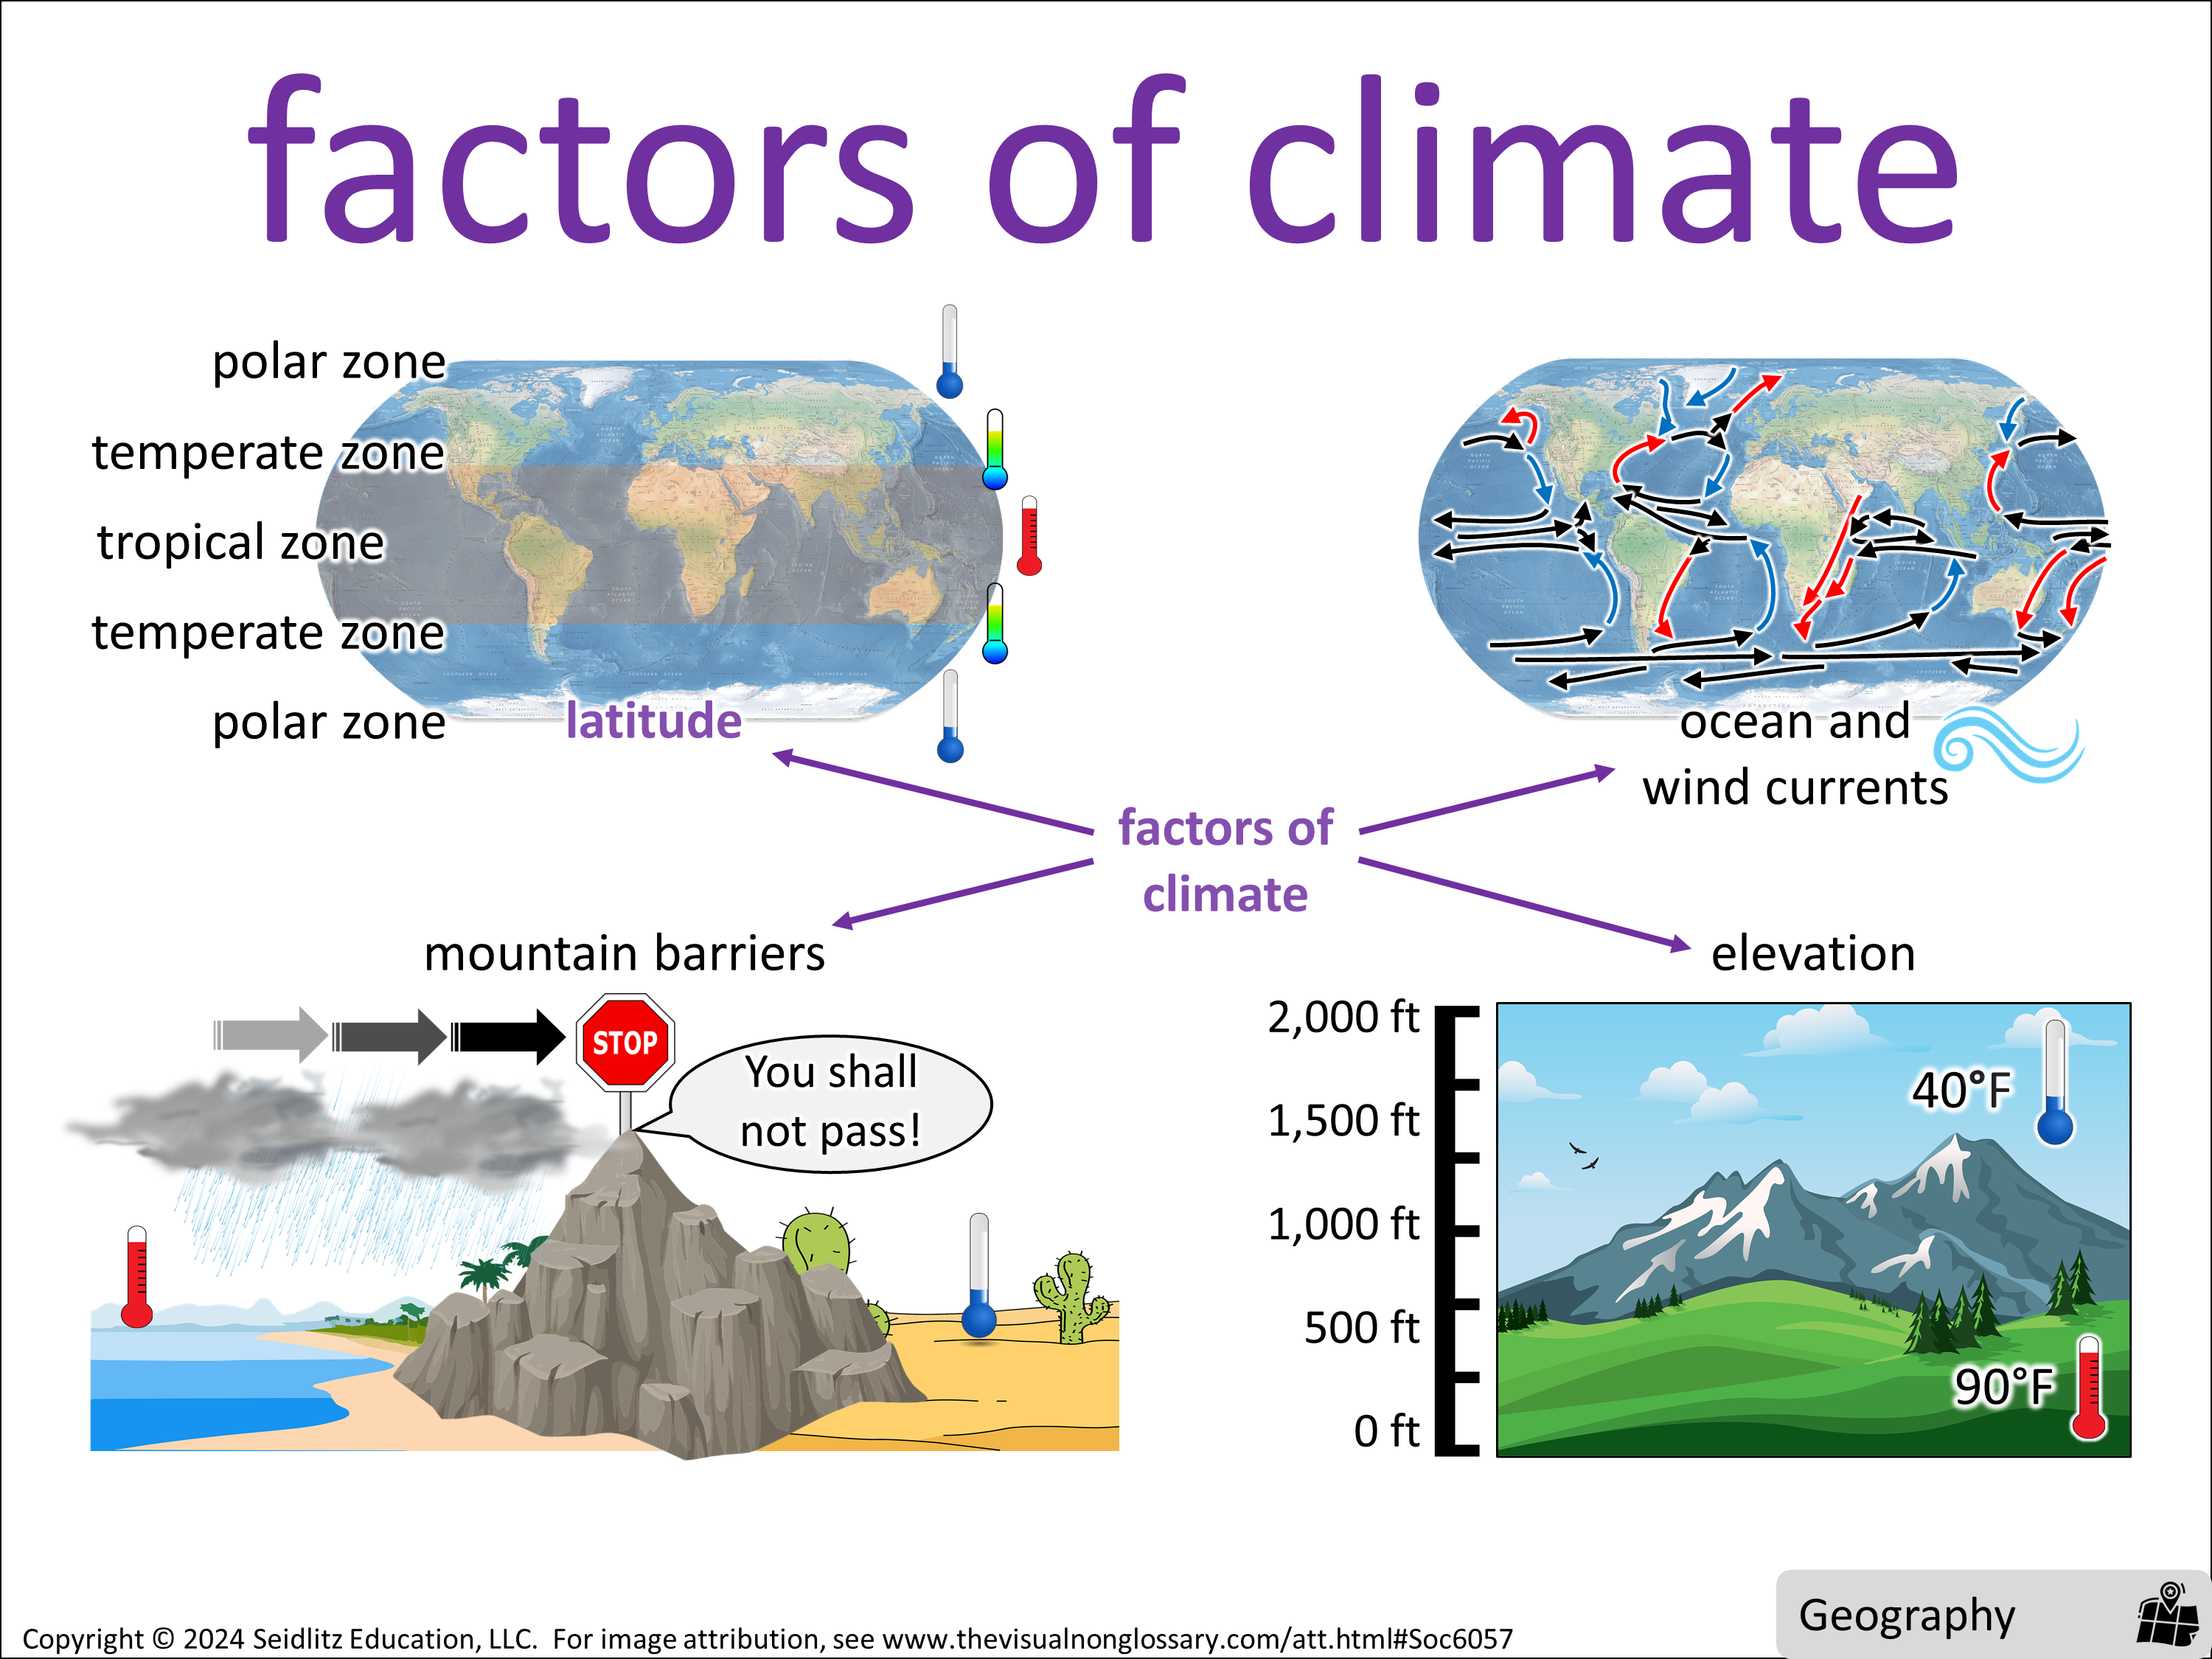 factors of climate
polar zone
temperate zone
tropical zone
temperate zone
polar zone
latitude
ocean and
wind currents
factors of
climate
mountain barriers
STOP
You shall
not pass!
elevation
2,000 ft
1,500 ft
1,000 ft
500 ft
0 ft
40°F
90°F
Geography
Copyright © 2024 Seidlitz Education, LLC.  For image attribution, see www.thevisualnonglossary.com/att.html#Soc6057